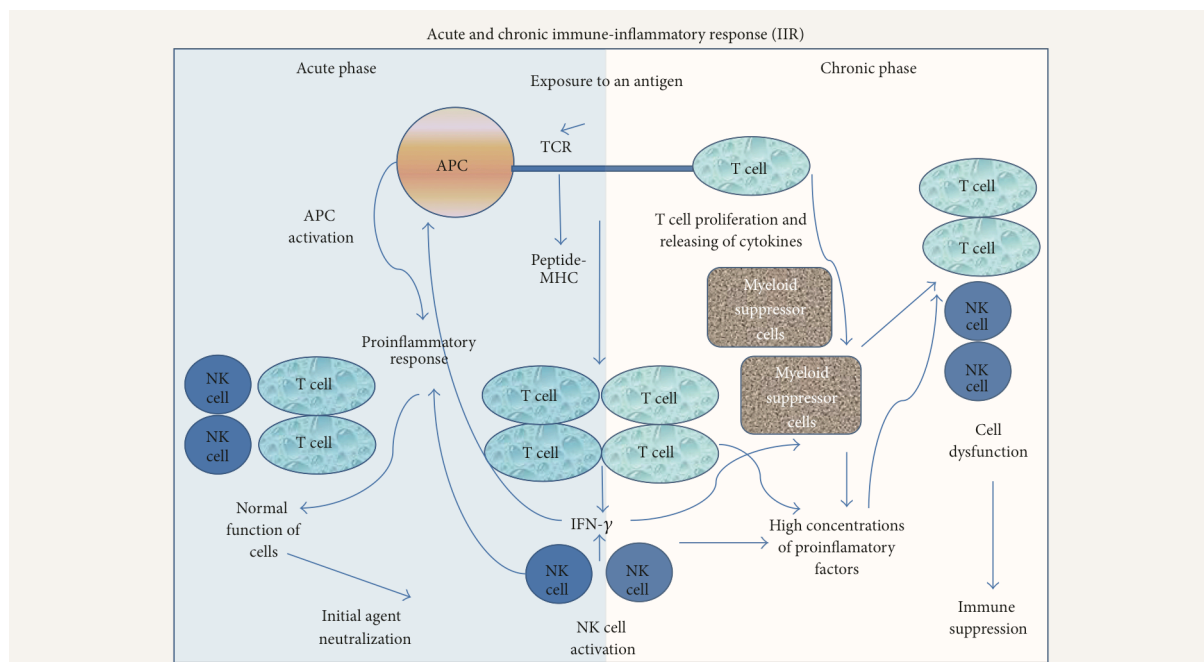 Acute and chronic immune-inflammatory response (IIR)
Acute phase
Exposure to an antigen
Chronic phase
TCR
APC
T cell
T cell
T cell
APC
activation
T cell proliferation and
releasing of cytokines
Peptide-
MHC
Myeloid
suppressor
cells
NK
cell
NK
cell
Proinflammatory
response
NK
cell
T cell
NK
cell
T cell
T cell
T cell
T cell
T cell
Myeloid
suppressor
cells
Cell
dysfunction
Normal
function of
cells
IFN-γ
High concentrations
of proinflamatory
factors
NK
cell
NK
cell
Initial agent
neutralization
NK cell
activation
Immune
suppression